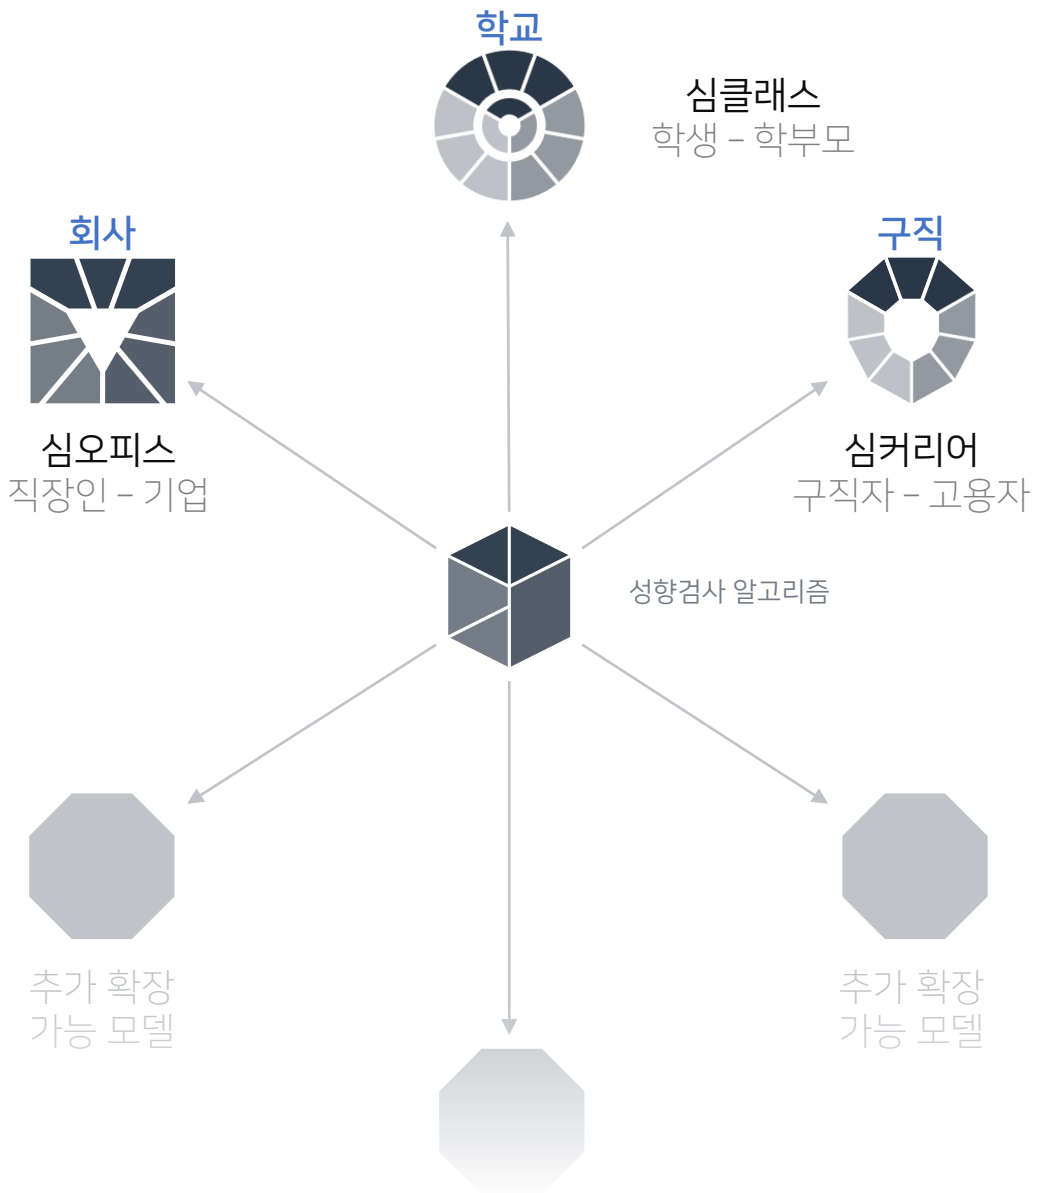 학교
심클래스
학생 – 학부모
회사
심오피스
직장인 – 기업
구직
심커리어
구직자 – 고용자
성향검사 알고리즘
추가 확장
가능 모델
추가 확장
가능 모델